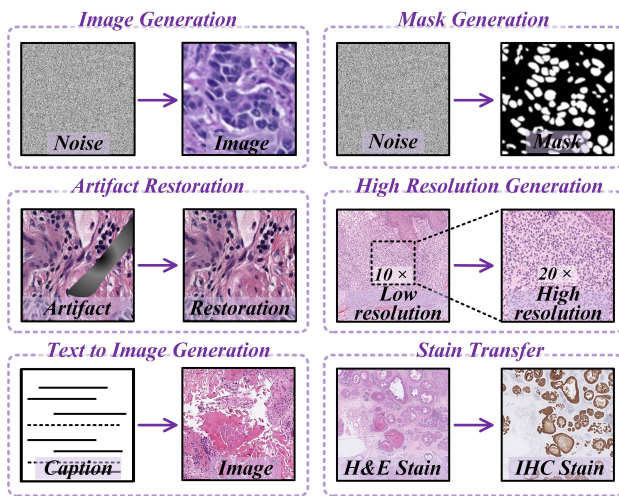 Image Generation
Noise
Image
Mask Generation
Noise
Mask
Artifact Restoration
Artifact
Restoration
High Resolution Generation
10 ×
Low
resolution
20 ×
High
resolution
Text to Image Generation
Caption
Image
Stain Transfer
H&E Stain
IHC Stain